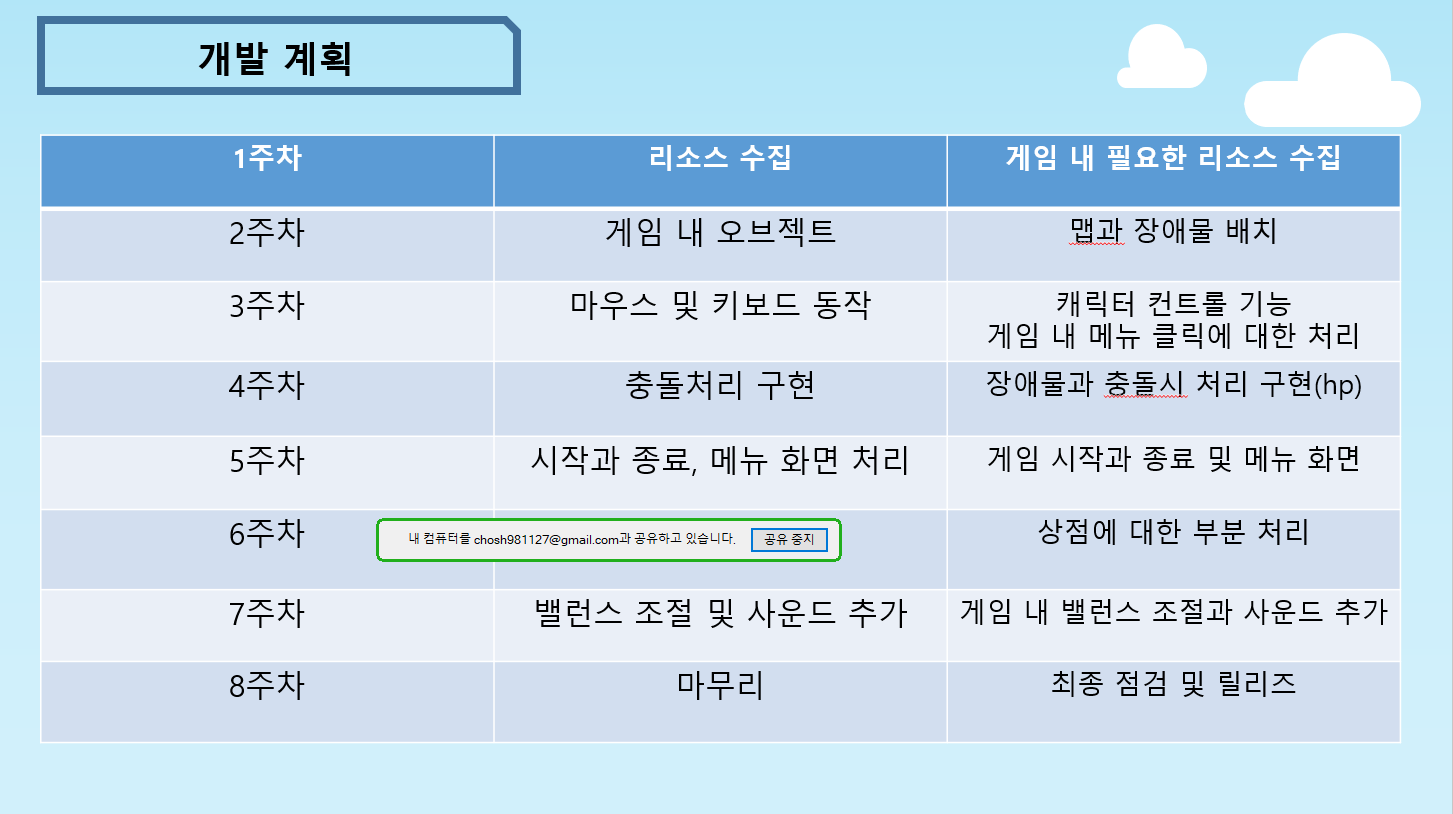 개발 계획
1주차 리소스 수집 게임 내 필요한 리소스 수집
2주차 게임 내 오브젝트 맵과 장애물 배치
3주차 마우스 및 키보드 동작 캐릭터 컨트롤 기능
게임 내 메뉴 클릭에 대한 처리
4주차 충돌처리 구현 장애물과 충돌시 처리 구현(hp)
5주차 시작과 종료, 메뉴 화면 처리 게임 시작과 종료 및 메뉴 화면
6주차 내 컴퓨터를 chosh981127@gmail.com과 공유하고 있습니다. 공유 중지 상점에 대한 부분 처리
7주차 밸런스 조절 및 사운드 추가 게임 내 밸런스 조절과 사운드 추가
8주차 마무리 최종 점검 및 릴리즈